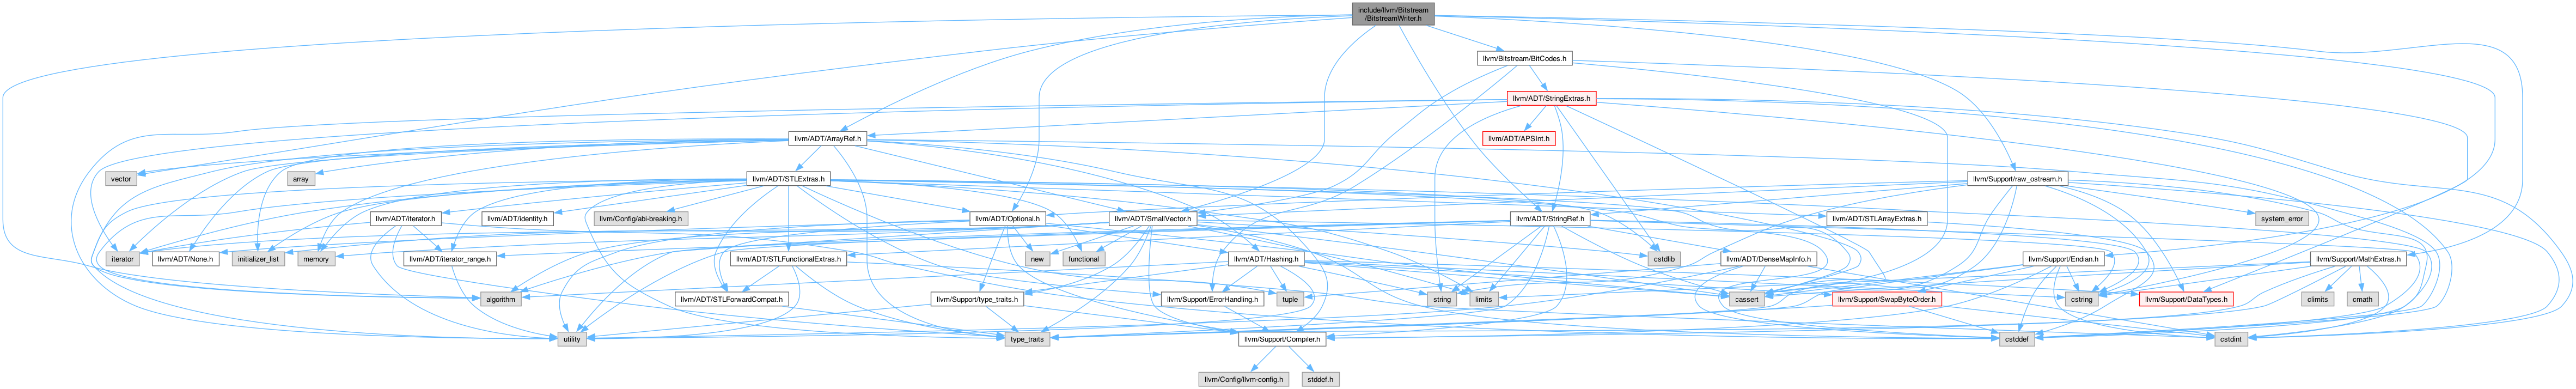 include/llvm/Bitstream
/BitstreamWriter.h
llvm/Bitstream/BitCodes.h
llvm/ADT/StringExtras.h
llvm/ADT/ArrayRef.h
llvm/ADT/APSInt.h
vector
array
llvm/ADT/STLExtras.h
llvm/Support/raw_ostream.h
llvm/ADT/iterator.h
llvm/ADT/identity.h
llvm/Config/abi-breaking.h
llvm/ADT/Optional.h
llvm/ADT/SmallVector.h
llvm/ADT/StringRef.h
llvm/ADT/STLArrayExtras.h
system_error
iterator
llvm/ADT/None.h
initializer_list
memory
llvm/ADT/iterator_range.h
llvm/ADT/STLFunctionalExtras.h
new
functional
llvm/ADT/Hashing.h
cstdlib
llvm/ADT/DenseMapInfo.h
llvm/Support/Endian.h
llvm/Support/MathExtras.h
algorithm
llvm/ADT/STLForwardCompat.h
llvm/Support/type_traits.h
llvm/Support/ErrorHandling.h
tuple
string
limits
cassert
llvm/Support/SwapByteOrder.h
cstring
llvm/Support/DataTypes.h
climits
cmath
utility
type_traits
llvm/Support/Compiler.h
cstddef
cstdint
llvm/Config/llvm-config.h
stddef.h